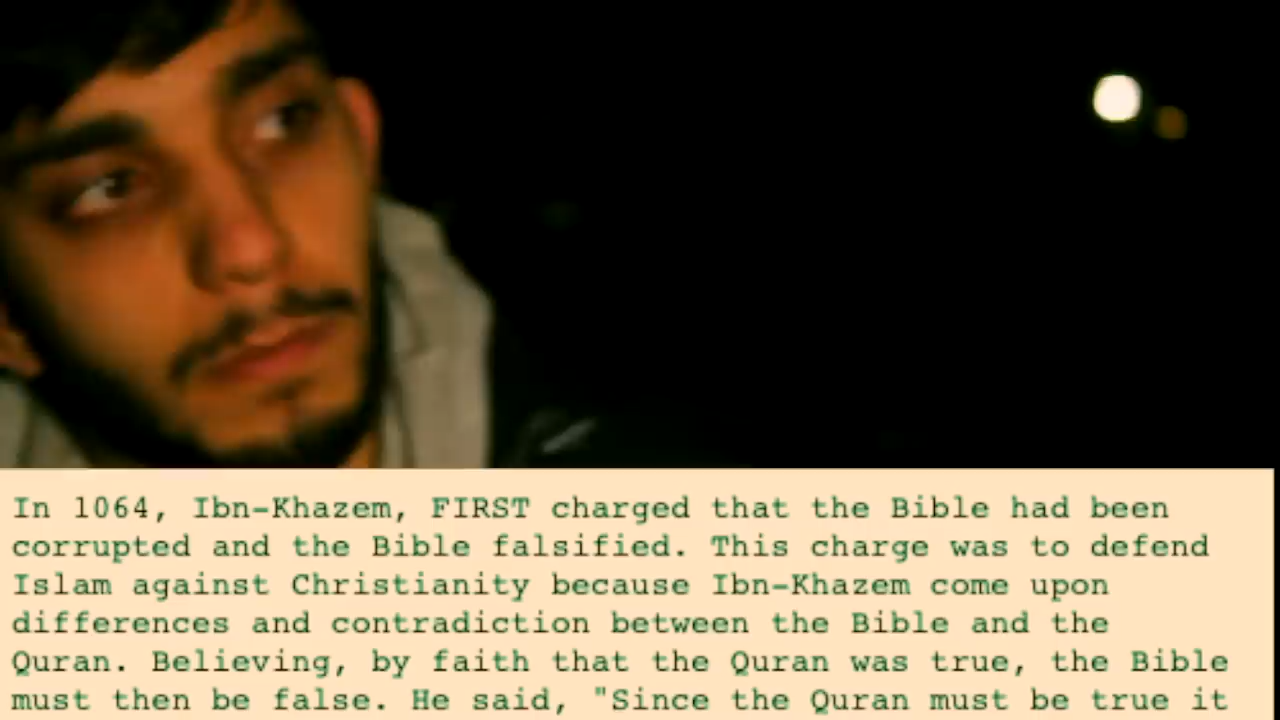 In 1064, Ibn-Khazem, FIRST charged that the Bible had been
corrupted and the Bible falsified. This charge was to defend
Islam against Christianity because Ibn-Khazem come upon
differences and contradiction between the Bible and the
Quran. Believing, by faith that the Quran was true, the Bible
must then be false. He said, "Since the Quran must be true it